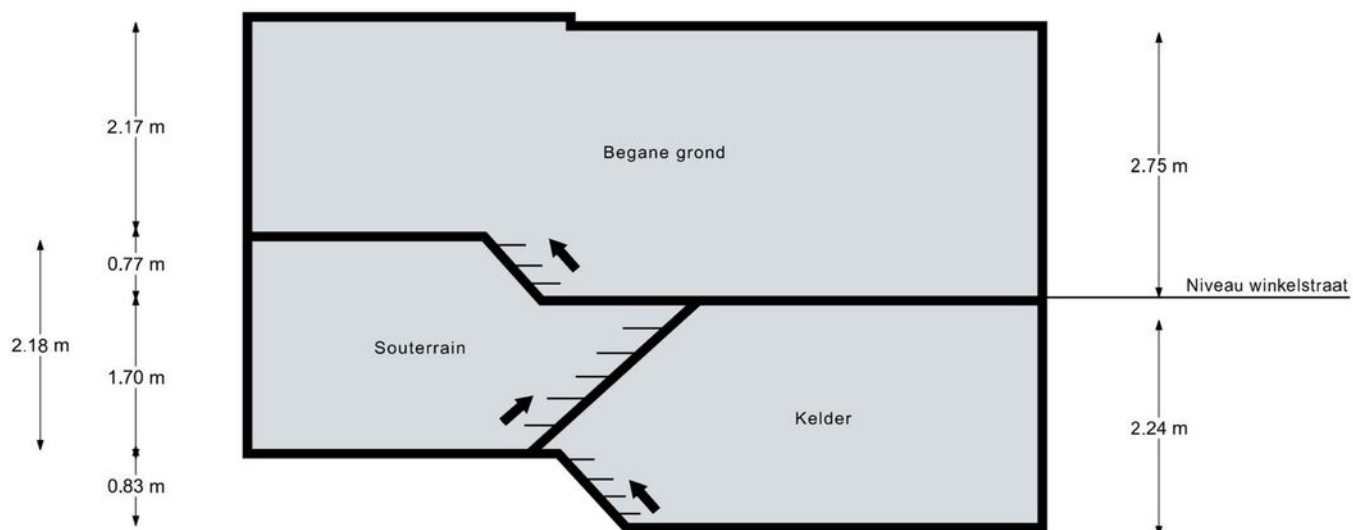 2.17 m
Begane grond
2.75 m
0.77 m
Niveau winkelstraat
2.18 m
Souterrain
1.70 m
Kelder
2.24 m
0.83 m